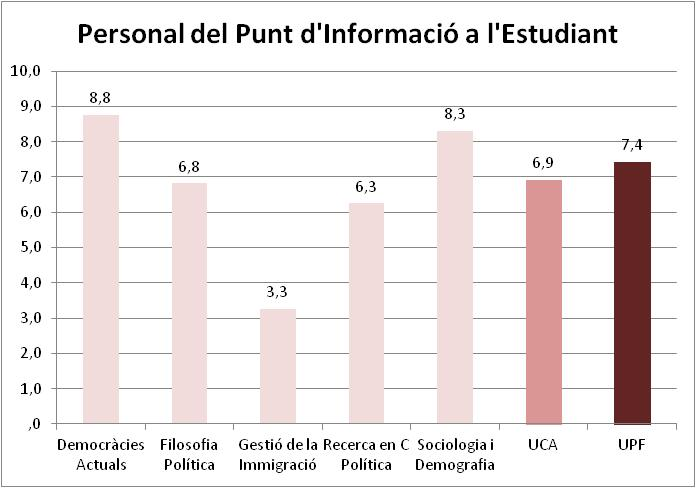 Personal del Punt d'Informació a l'Estudiant
10,0
9,0
8,0
7,0
6,0
5,0
4,0
3,0
2,0
1,0
,0
8,8
6,8
3,3
6,3
8,3
6,9
7,4
Democràcies
Actuals
Filosofia
Política
Gestió de la
Immigració
Recerca en C
Política
Sociologia i
Demografia
UCA
UPF